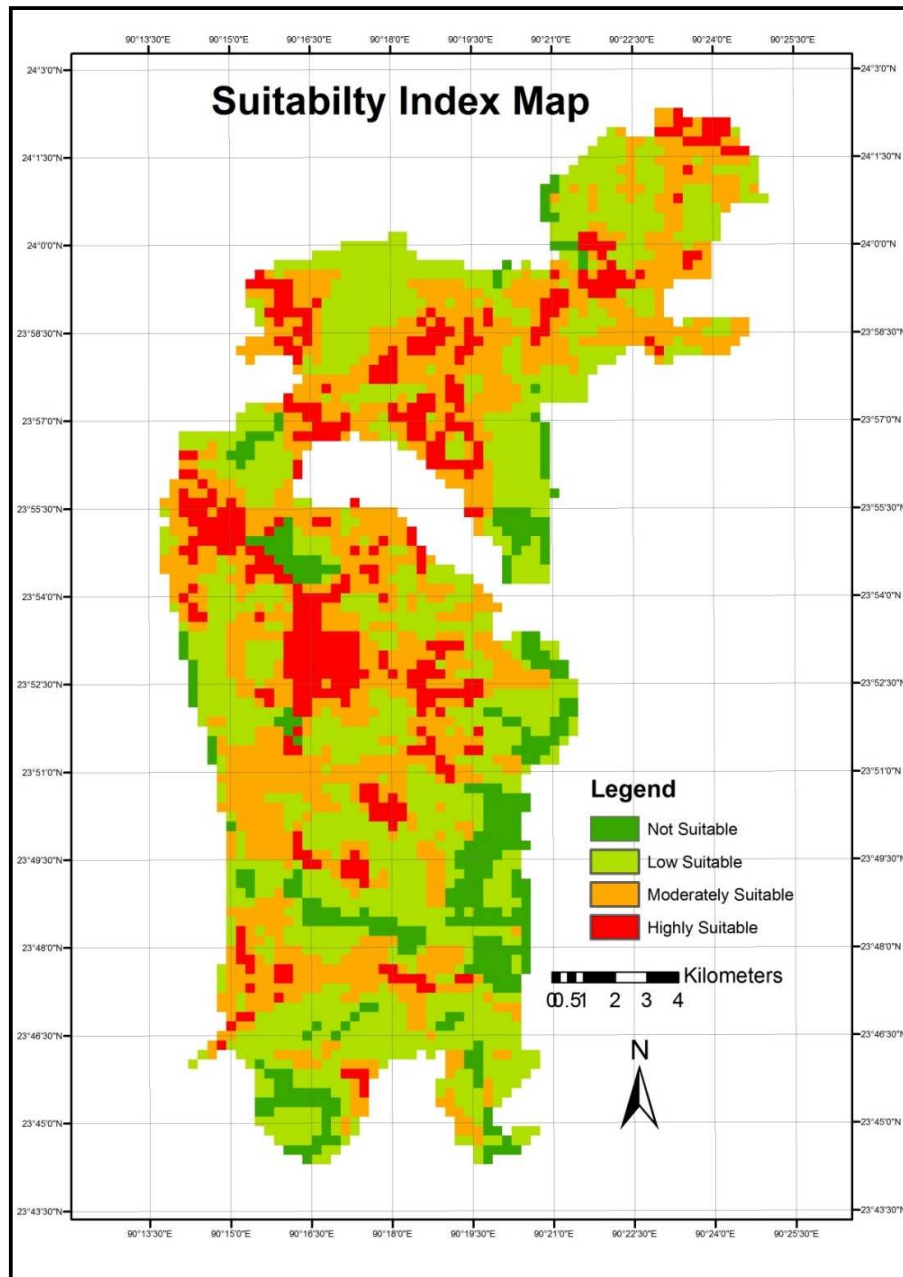 90°13'30"E 90°15'0"E 90°16'30"E 90°18'0"E 90°19'30"E 90°21'0"E 90°22'30"E 90°24'0"E 90°25'30"E
Suitabilty Index Map
24°3'0"N 24°3'0"N
24°1'30"N 24°1'30"N
24°0'0"N 24°0'0"N
23°58'30"N 23°58'30"N
23°57'0"N 23°57'0"N
23°55'30"N 23°55'30"N
23°54'0"N 23°54'0"N
23°52'30"N 23°52'30"N
23°51'0"N 23°51'0"N
23°49'30"N 23°49'30"N
23°48'0"N 23°48'0"N
23°46'30"N 23°46'30"N
23°45'0"N 23°45'0"N
23°43'30"N 23°43'30"N
Legend
Not Suitable
Low Suitable
Moderately Suitable
Highly Suitable
Kilometers
0 0.5 1 2 3 4
N
90°13'30"E 90°15'0"E 90°16'30"E 90°18'0"E 90°19'30"E 90°21'0"E 90°22'30"E 90°24'0"E 90°25'30"E